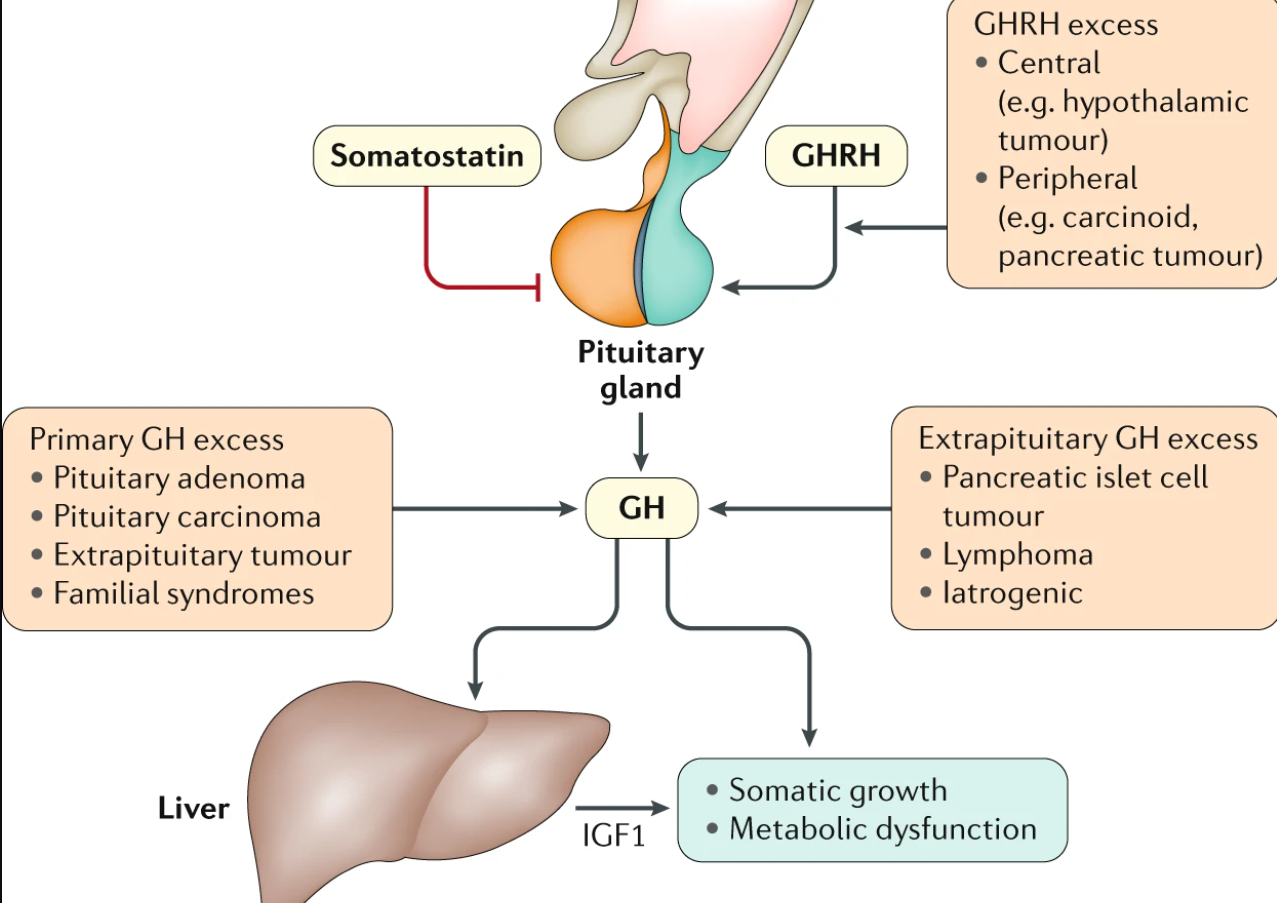 GHRH excess
• Central
(e.g. hypothalamic
tumour)
• Peripheral
(e.g. carcinoid,
pancreatic tumour)
Somatostatin
GHRH
Pituitary
gland
Primary GH excess
• Pituitary adenoma
• Pituitary carcinoma
• Extrapituitary tumour
• Familial syndromes
GH
Extrapituitary GH excess
• Pancreatic islet cell
tumour
• Lymphoma
• Iatrogenic
Liver
IGF1
• Somatic growth
• Metabolic dysfunction